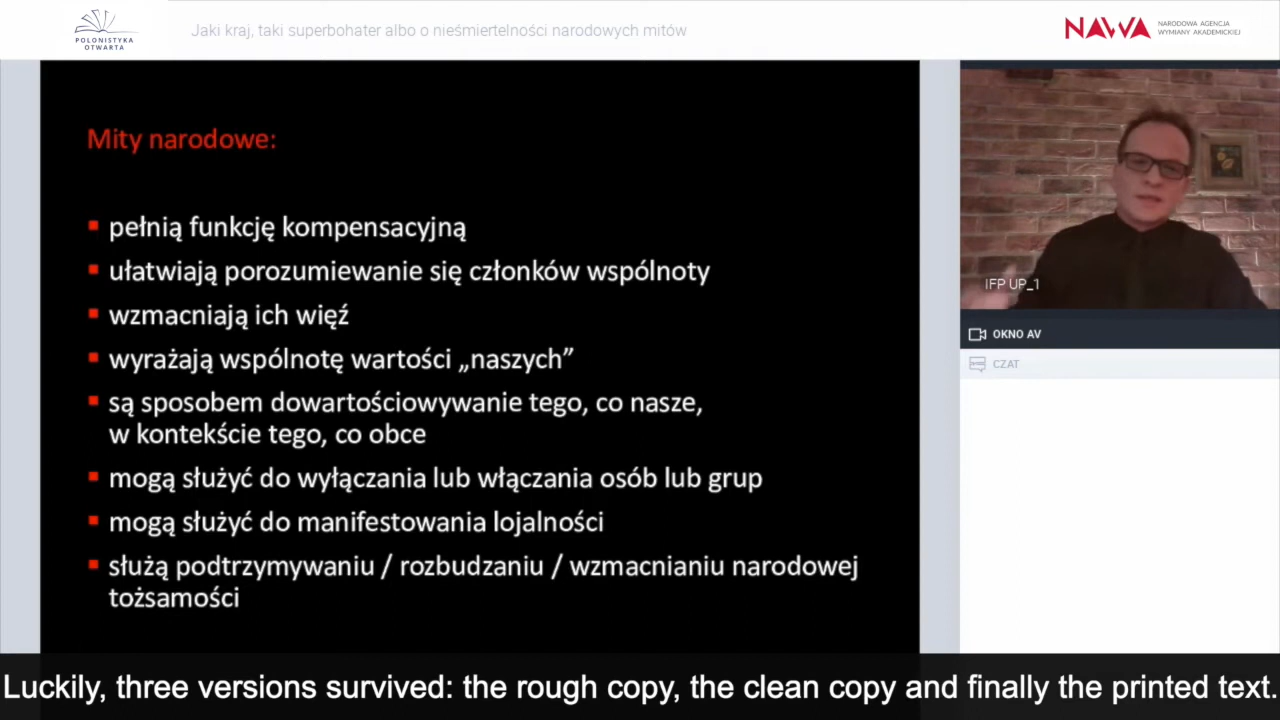 POLONISTYKA
OTWARTA
Jaki kraj, taki superbohater albo o nieśmiertelności narodowych mitów
NAWA
NARODOWA AGENCJA
WYMIANY AKADEMICKIEJ
Mity narodowe:
pełnią funkcję kompensacyjną
ułatwiają porozumiewanie się członków wspólnoty
wzmacniają ich więź
wyrażają wspólnotę wartości „naszych”
są sposobem dowartościowywanie tego, co nasze,
w kontekście tego, co obce
mogą służyć do wyłączania lub włączania osób lub grup
mogą służyć do manifestowania lojalności
służą podtrzymywaniu / rozbudzaniu / wzmacnianiu narodowej
tożsamości
IFP UP_1
OKNO AV
CZAT
Luckily, three versions survived: the rough copy, the clean copy and finally the printed text.